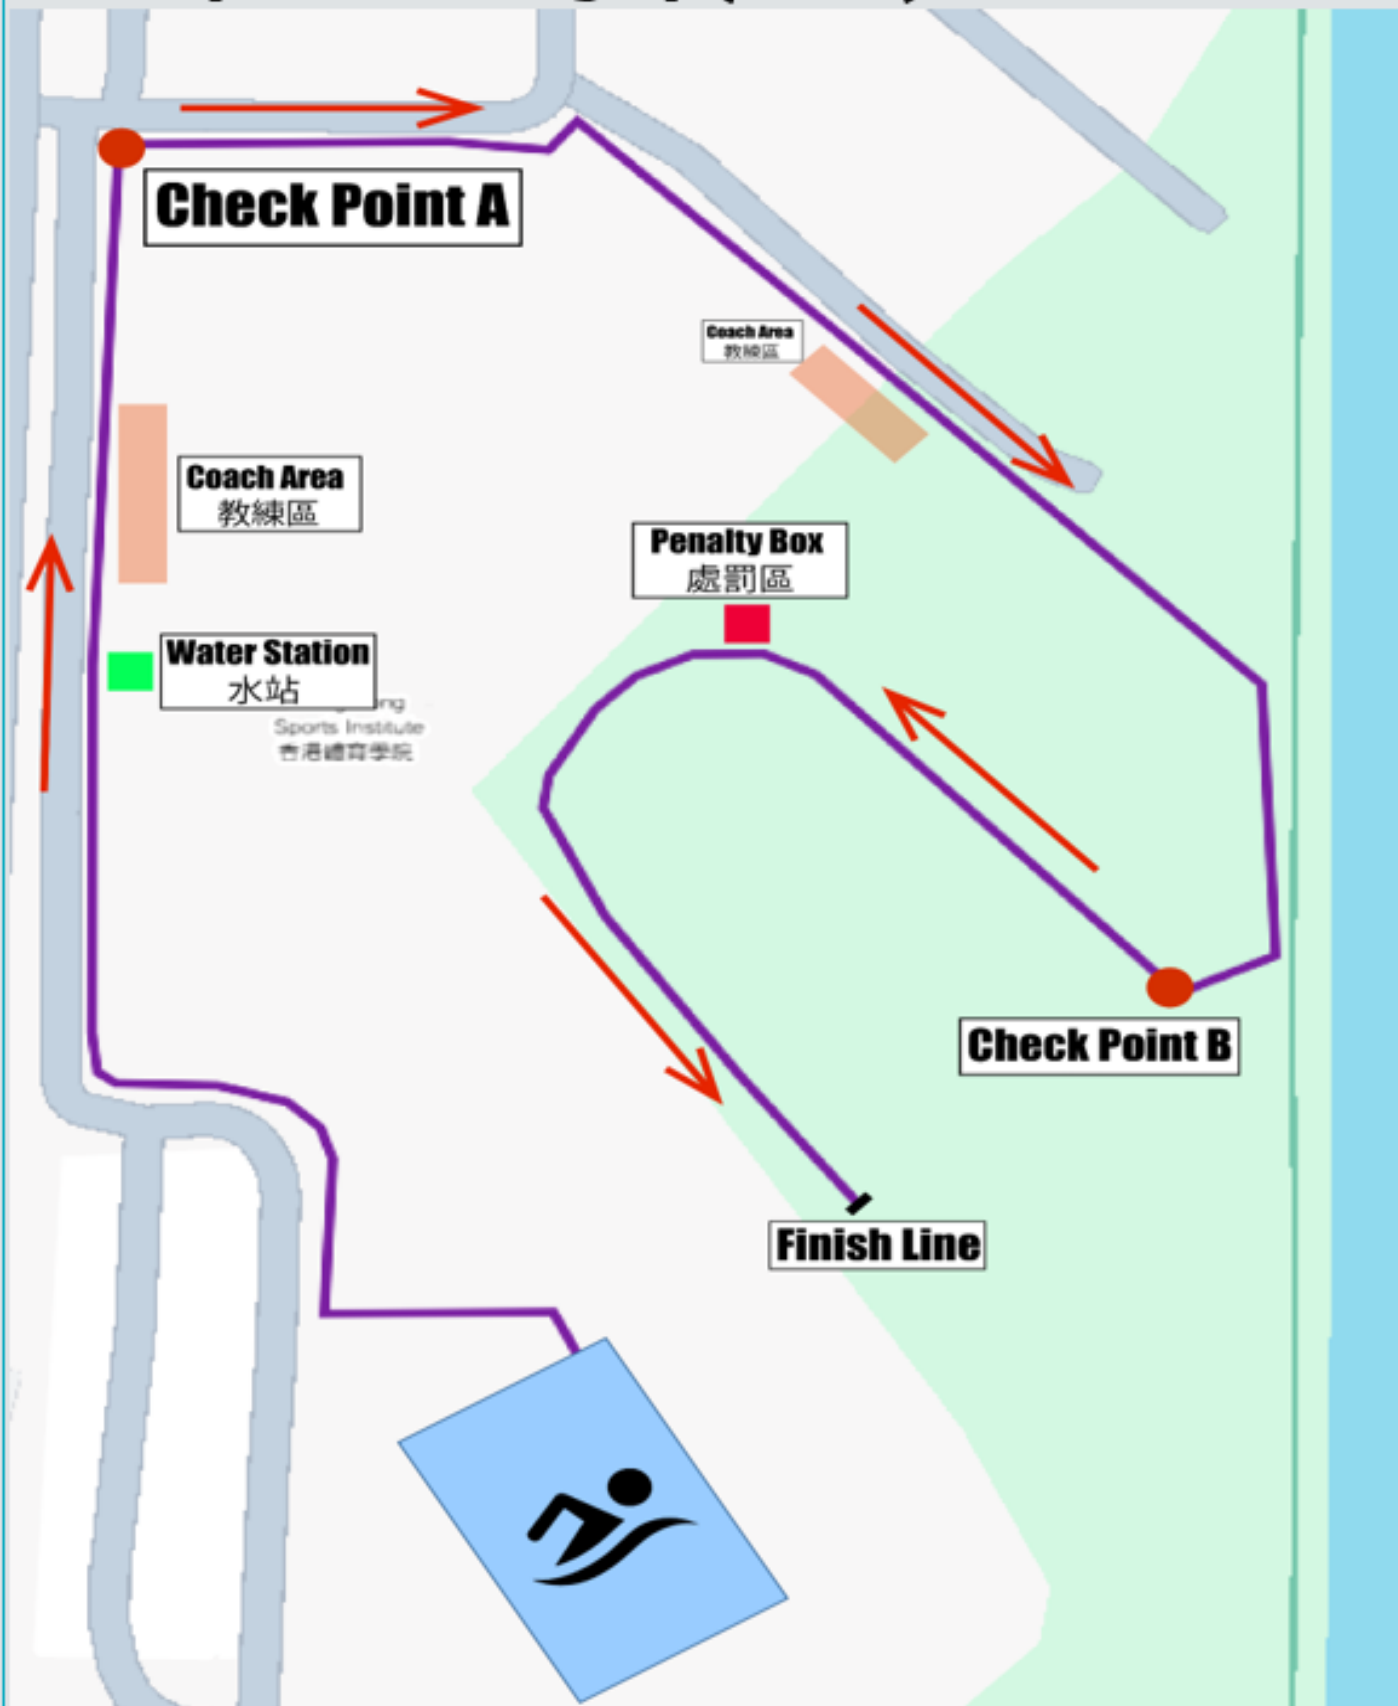 Check Point A
Coach Area
教練區
Coach Area
教練區
Penalty Box
處罰區
Water Station
水站
Sports Institute
香港體育學院
Check Point B
Finish Line